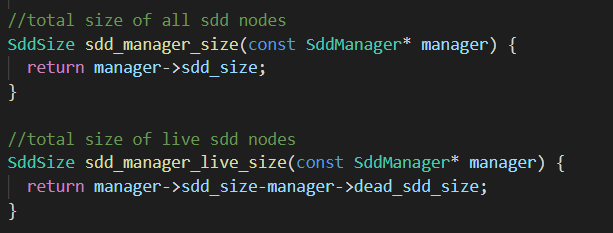 //total size of all sdd nodes
SddSize sdd_manager_size(const SddManager* manager) {
  return manager->sdd_size;
}

//total size of live sdd nodes
SddSize sdd_manager_live_size(const SddManager* manager) {
  return manager->sdd_size-manager->dead_sdd_size;
}